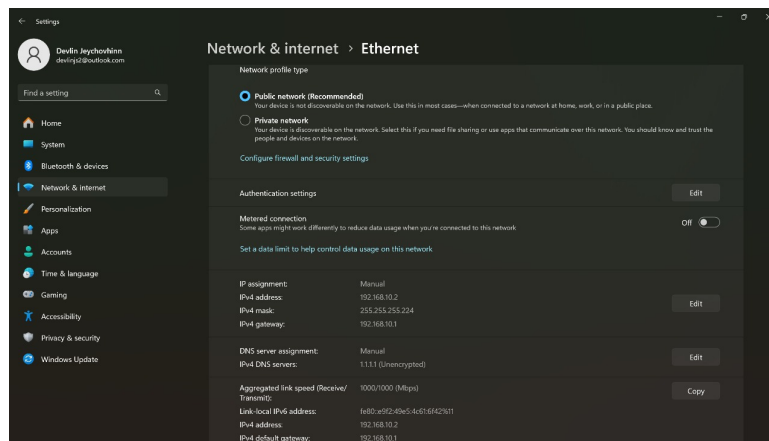 Settings
Devlin Jeychovhinn
devlinjs2@outlook.com
Find a setting
Home
System
Bluetooth & devices
Network & internet
Personalization
Apps
Accounts
Time & language
Gaming
Accessibility
Privacy & security
Windows Update
Network & internet > Ethernet
Network profile type
Public network (Recommended)
Your device is not discoverable on the network. Use this in most cases—when connected to a network at home, work, or in a public place.
Private network
Your device is discoverable on the network. Select this if you need file sharing or use apps that communicate over this network. You should know and trust the
people and devices on the network.
Configure firewall and security settings
Authentication settings Edit
Metered connection
Some apps might work differently to reduce data usage when you're connected to this network
Off
Set a data limit to help control data usage on this network
IP assignment: Manual
IPv4 address: 192.168.10.2
IPv4 mask: 255.255.255.224
IPv4 gateway: 192.168.10.1
Edit
DNS server assignment: Manual
IPv4 DNS servers: 1.1.1.1 (Unencrypted)
Edit
Aggregated link speed (Receive/ 1000/1000 (Mbps)
Transmit):
Copy
Link-local IPv6 address: fe80::e9f2:49e5:4c61:6f42%11
IPv4 address: 192.168.10.2
IPv4 default gateway: 192.168.10.1